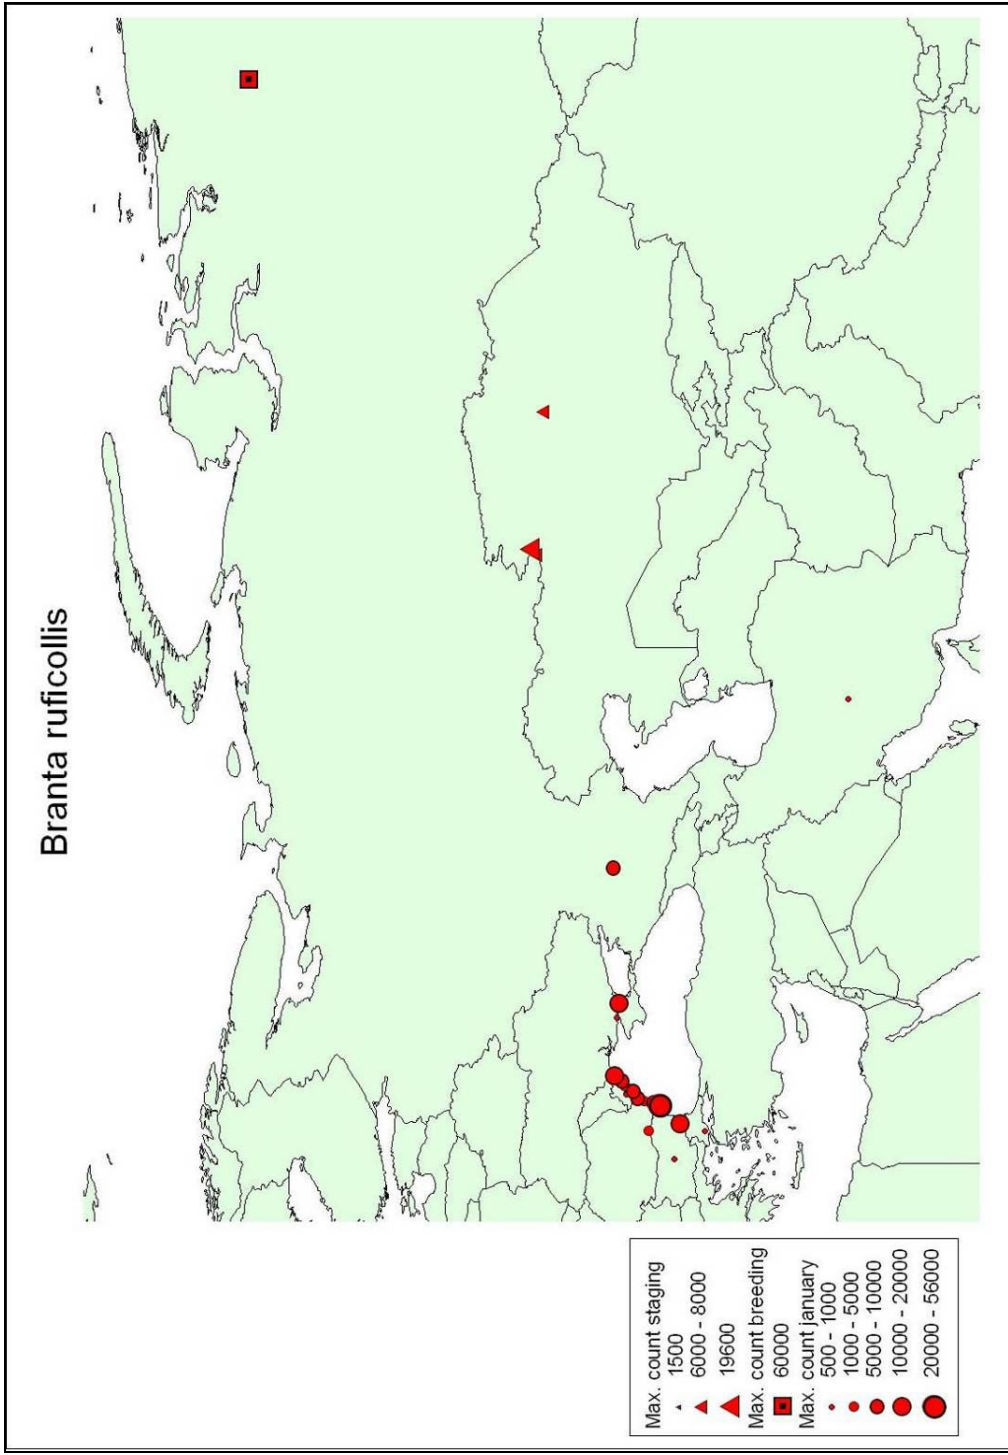 Branta ruficollis
Max. count staging
1500
6000 - 8000
19600
Max. count breeding
60000
Max. count january
500 - 1000
1000 - 5000
5000 - 10000
10000 - 20000
20000 - 56000